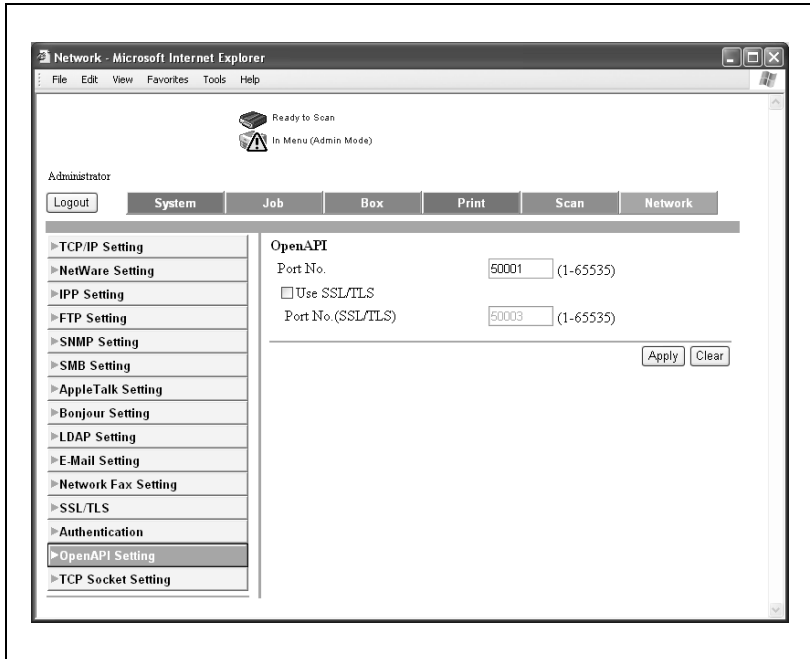 Network - Microsoft Internet Explorer
File Edit View Favorites Tools Help
Ready to Scan
In Menu (Admin Mode)
Administrator
Logout System Job Box Print Scan Network
TCP/IP Setting
NetWare Setting
IPP Setting
FTP Setting
SNMP Setting
SMB Setting
AppleTalk Setting
Bonjour Setting
LDAP Setting
E-Mail Setting
Network Fax Setting
SSL/TLS
Authentication
OpenAPI Setting
TCP Socket Setting
OpenAPI
Port No. 50001 (1-65535)
Use SSL/TLS
Port No.(SSL/TLS) 50003 (1-65535)
Apply Clear